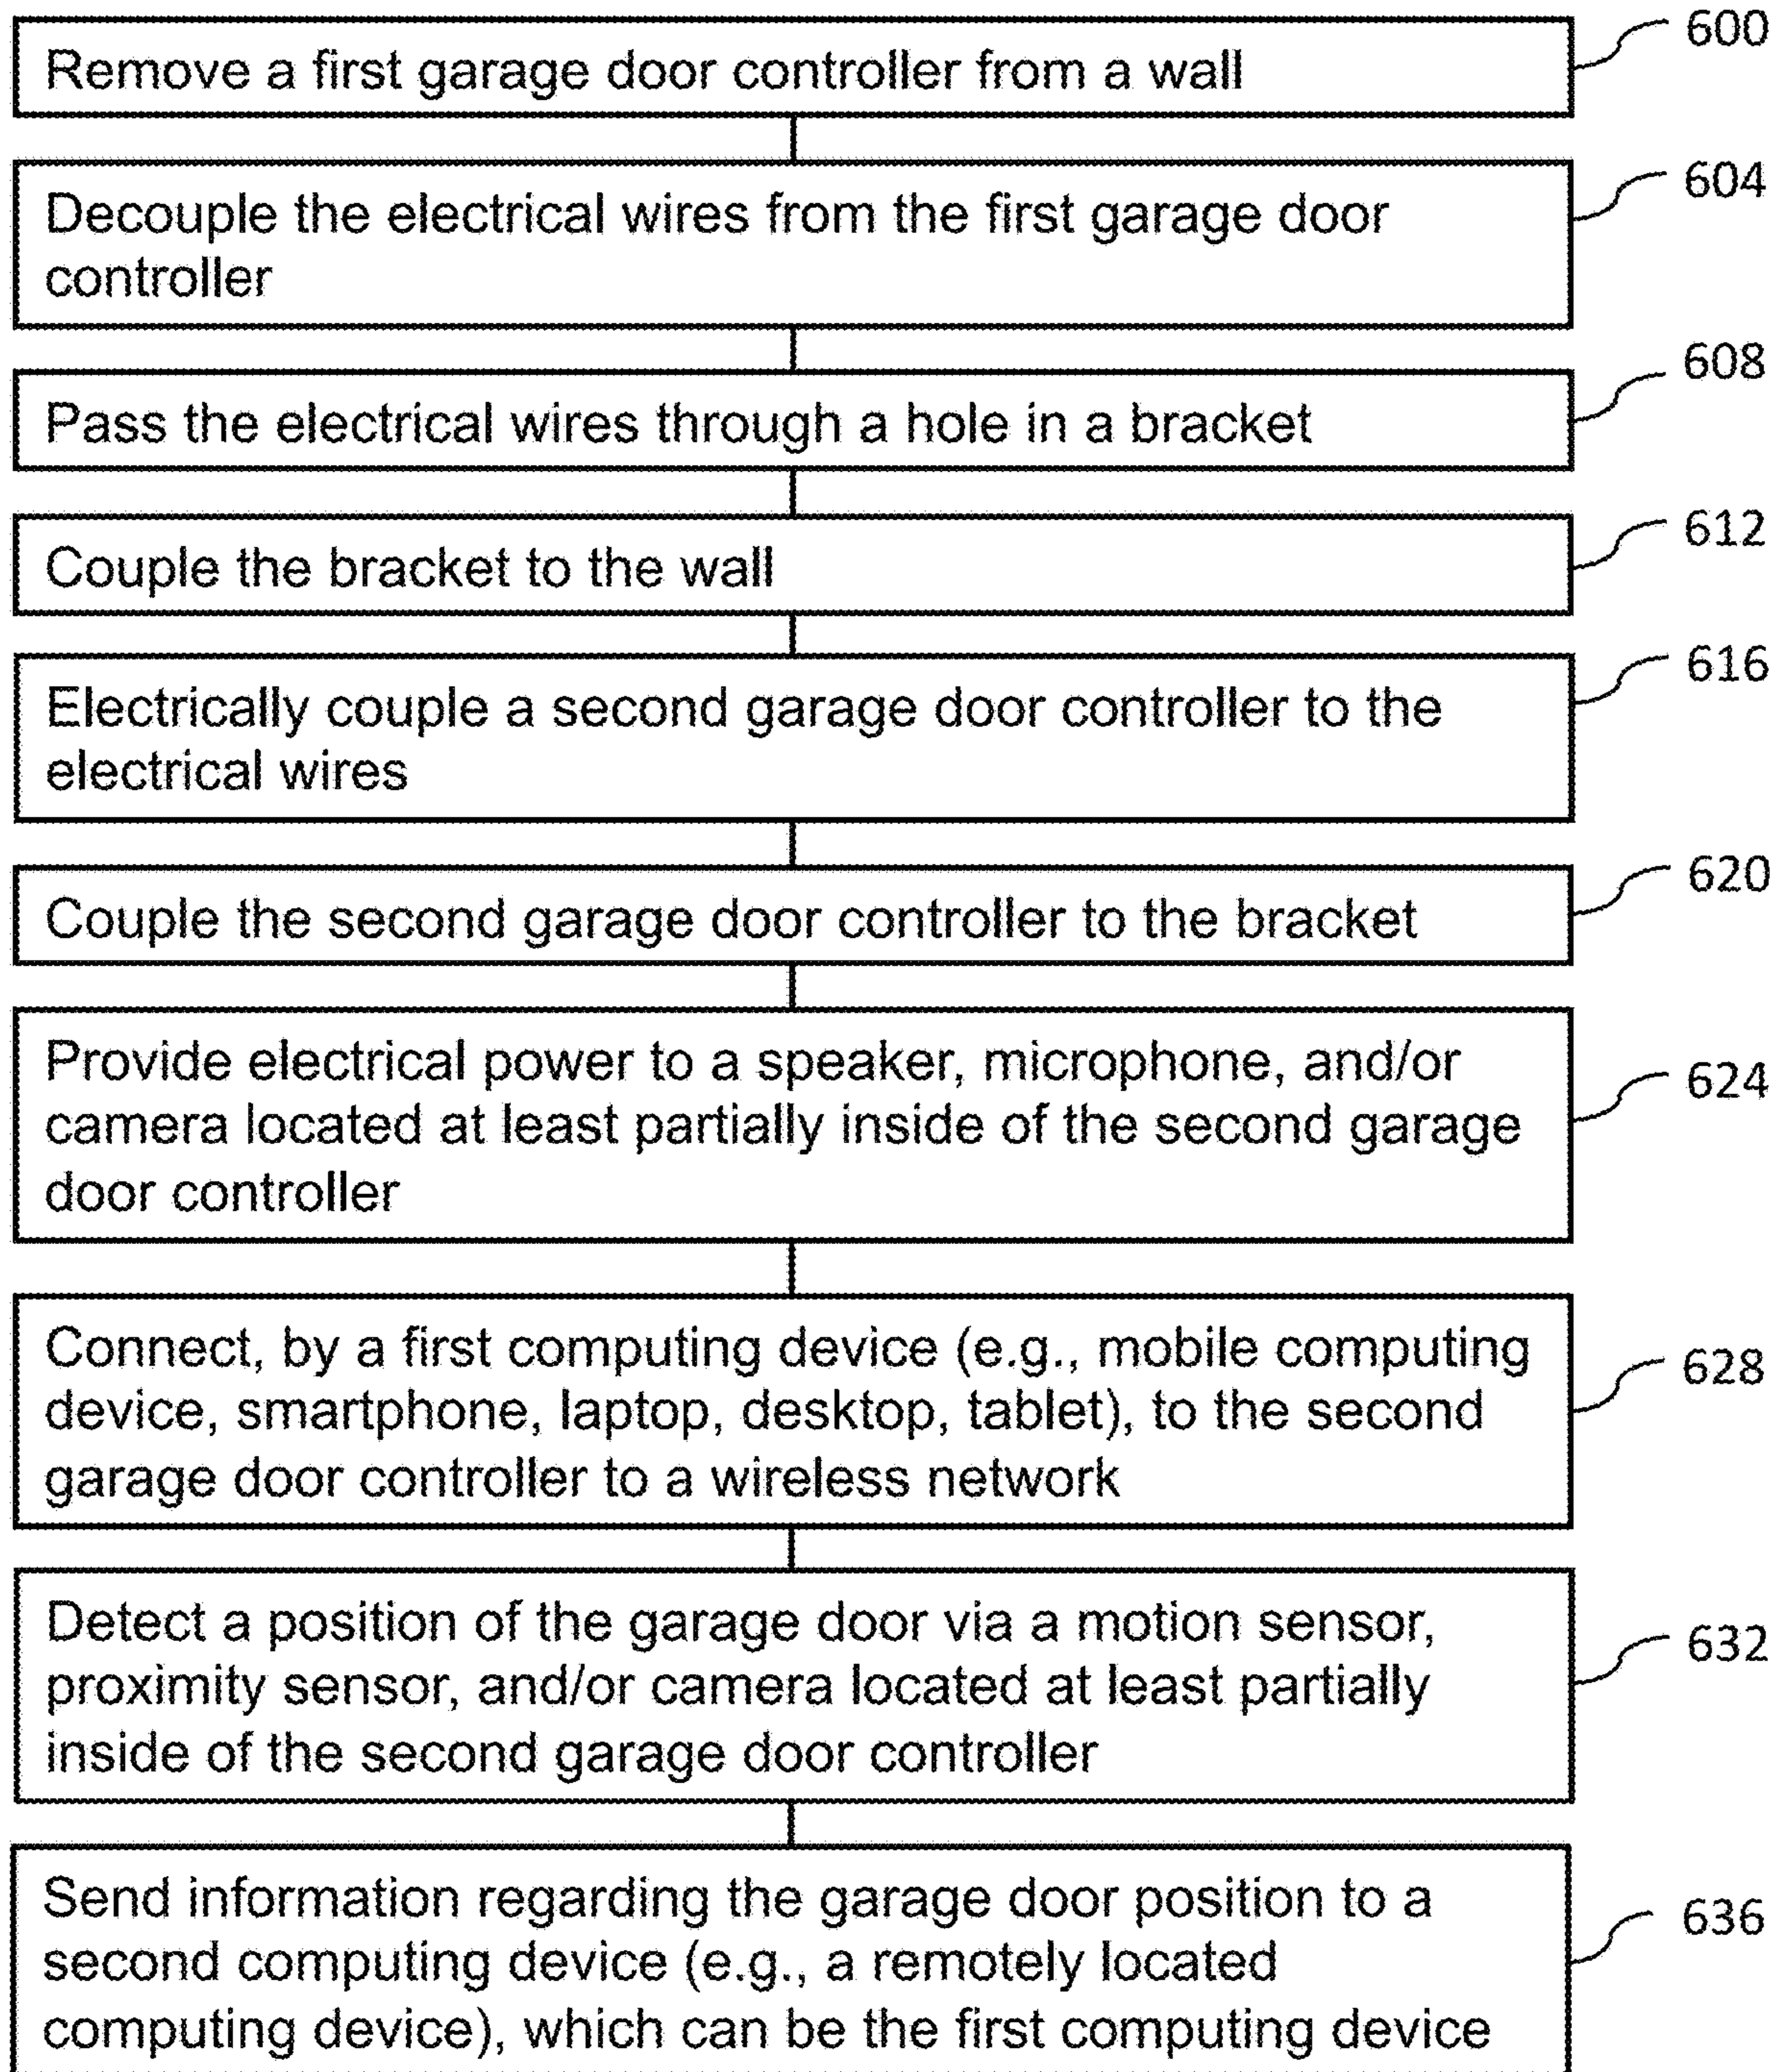 600
Remove a first garage door controller from a wall
604
Decouple the electrical wires from the first garage door
controller
608
Pass the electrical wires through a hole in a bracket
612
Couple the bracket to the wall
616
Electrically couple a second garage door controller to the
electrical wires
620
Couple the second garage door controller to the bracket
624
Provide electrical power to a speaker, microphone, and/or
camera located at least partially inside of the second garage
door controller
628
Connect, by a first computing device (e.g., mobile computing
device, smartphone, laptop, desktop, tablet), to the second
garage door controller to a wireless network
632
Detect a position of the garage door via a motion sensor,
proximity sensor, and/or camera located at least partially
inside of the second garage door controller
636
Send information regarding the garage door position to a
second computing device (e.g., a remotely located
computing device), which can be the first computing device